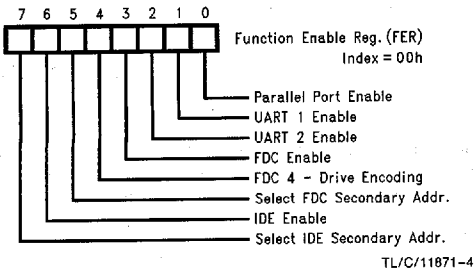 7 6 5 4 3 2 1 0
Function Enable Reg. (FER)
Index = 00h
Parallel Port Enable
UART 1 Enable
UART 2 Enable
FDC Enable
FDC 4 - Drive Encoding
Select FDC Secondary Addr.
IDE Enable
Select IDE Secondary Addr.
TL/C/11871-4